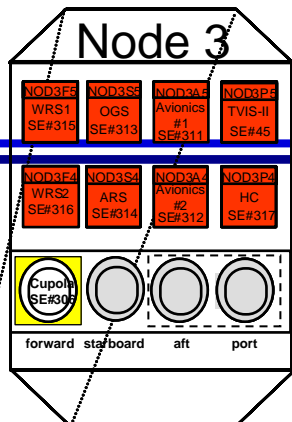 Node 3
NOD3F5 NOD3S5 NOD3A5 NOD3P5
WRS1 OGS Avionics TVIS-II
SE#315 SE#313 #1 SE#45
SE#311
NOD3F4 NOD3S4 NOD3A4 NOD3P4
WRS2 ARS Avionics HC
SE#316 SE#314 #2 SE#317
SE#312
Cupola
SE#306
forward starboard aft port